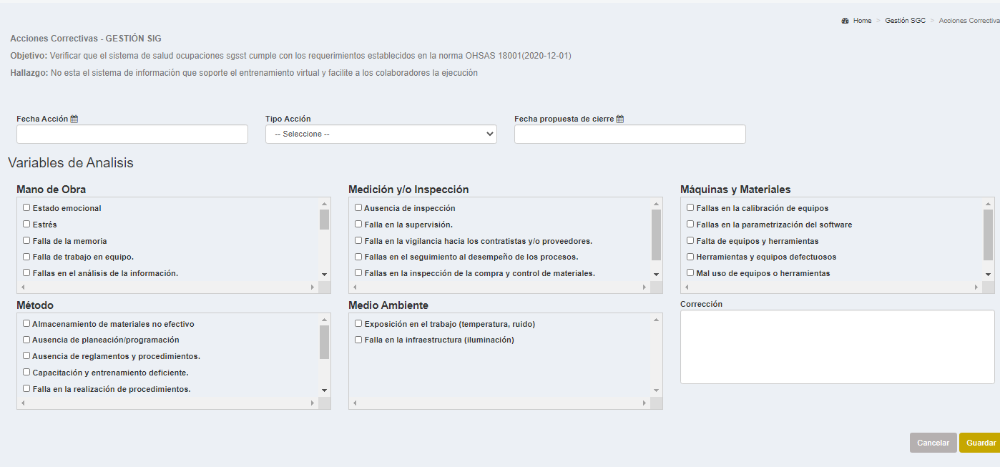 Home > Gestión SGC > Acciones Correctiva
Acciones Correctivas - GESTIÓN SIG
Objetivo: Verificar que el sistema de salud ocupaciones sgsst cumple con los requerimientos establecidos en la norma OHSAS 18001(2020-12-01)
Hallazgo: No esta el sistema de información que soporte el entrenamiento virtual y facilite a los colaboradores la ejecución
Fecha Acción
Tipo Acción
Fecha propuesta de cierre
-- Seleccione --
Variables de Analisis
Mano de Obra
Estado emocional
Estrés
Falla de la memoria
Falla de trabajo en equipo.
Fallas en el análisis de la información.
Medición y/o Inspección
Ausencia de inspección
Falla en la supervisión.
Falla en la vigilancia hacia los contratistas y/o proveedores.
Fallas en el seguimiento al desempeño de los procesos.
Fallas en la inspección de la compra y control de materiales.
Máquinas y Materiales
Fallas en la calibración de equipos
Fallas en la parametrización del software
Falta de equipos y herramientas
Herramientas y equipos defectuosos
Mal uso de equipos o herramientas
Método
Almacenamiento de materiales no efectivo
Ausencia de planeación/programación
Ausencia de reglamentos y procedimientos.
Capacitación y entrenamiento deficiente.
Falla en la realización de procedimientos.
Medio Ambiente
Exposición en el trabajo (temperatura, ruido)
Falla en la infraestructura (iluminación)
Corrección
Cancelar
Guardar